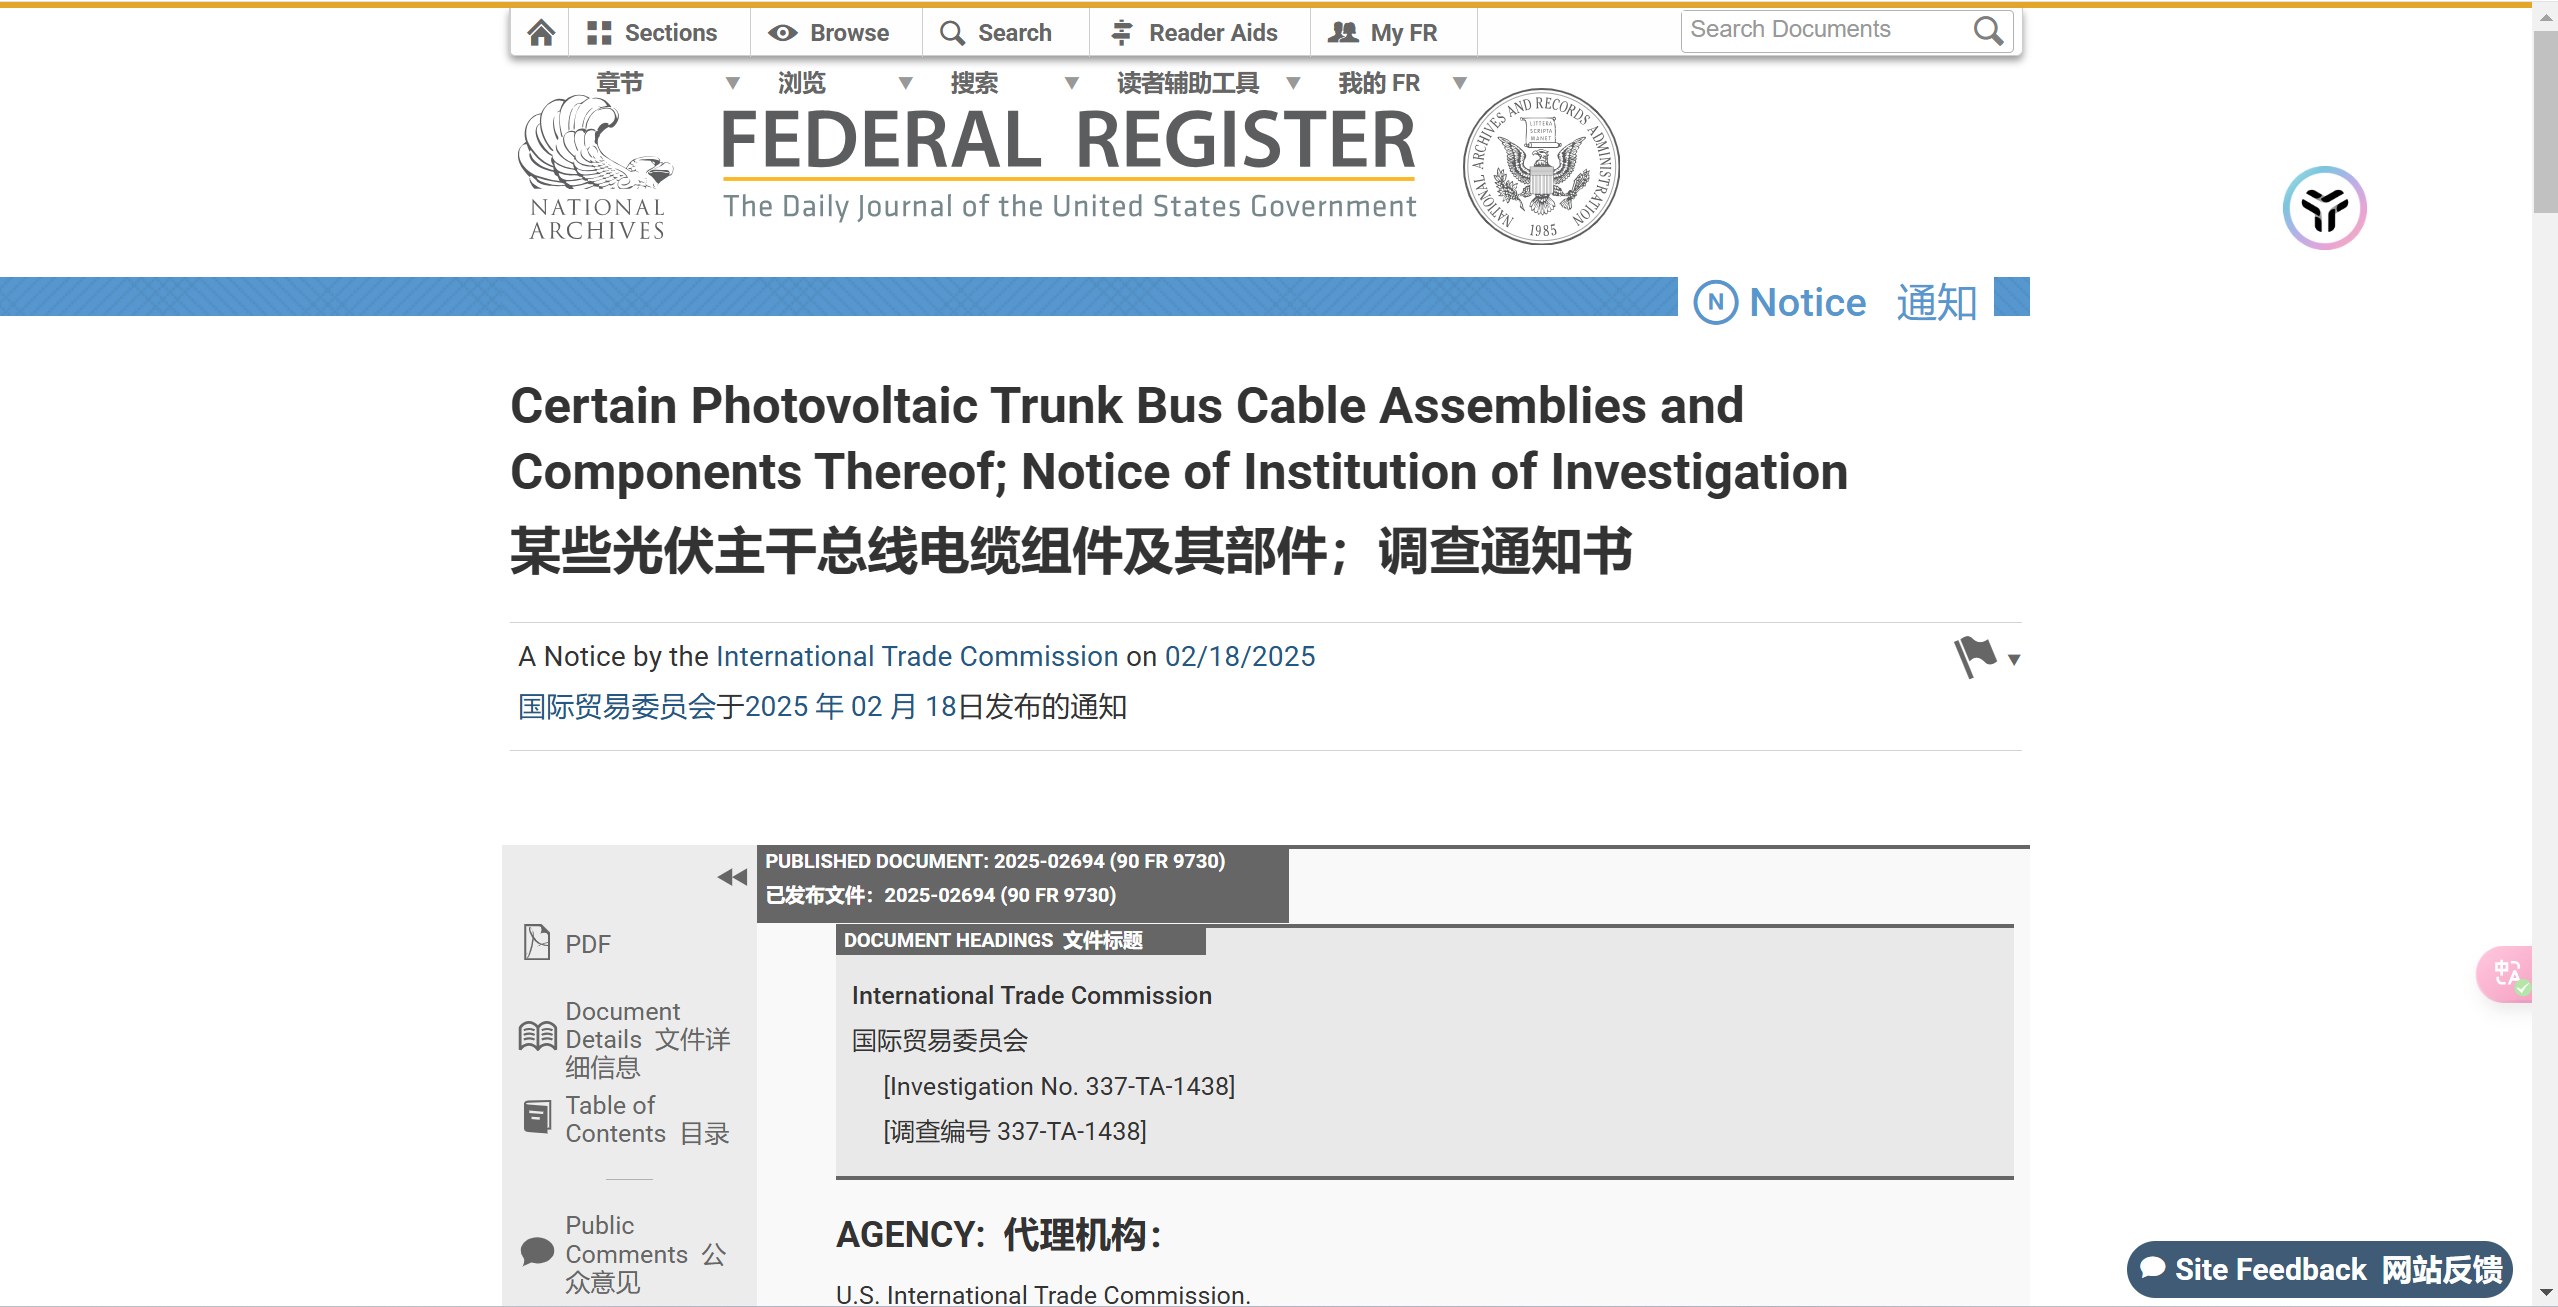 Sections
Browse
Search
Reader Aids
My FR
Search Documents
章节
浏览
搜索
读者辅助工具
我的 FR
NATIONAL
ARCHIVES
FEDERAL REGISTER
The Daily Journal of the United States Government
NATIONAL ARCHIVES AND RECORDS ADMINISTRATION
LITTERA
SCRIPTA
MANET
1985
N Notice 通知
Certain Photovoltaic Trunk Bus Cable Assemblies and
Components Thereof; Notice of Institution of Investigation
某些光伏主干总线电缆组件及其部件；调查通知书
A Notice by the International Trade Commission on 02/18/2025
国际贸易委员会于2025 年 02 月 18日发布的通知
PUBLISHED DOCUMENT: 2025-02694 (90 FR 9730)
已发布文件：2025-02694 (90 FR 9730)
PDF
Document
Details 文件详
细信息
Table of
Contents 目录
Public
Comments 公
众意见
DOCUMENT HEADINGS 文件标题
International Trade Commission
国际贸易委员会
[Investigation No. 337-TA-1438]
[调查编号 337-TA-1438]
AGENCY: 代理机构：
U.S. International Trade Commission.
中 A
Site Feedback 网站反馈